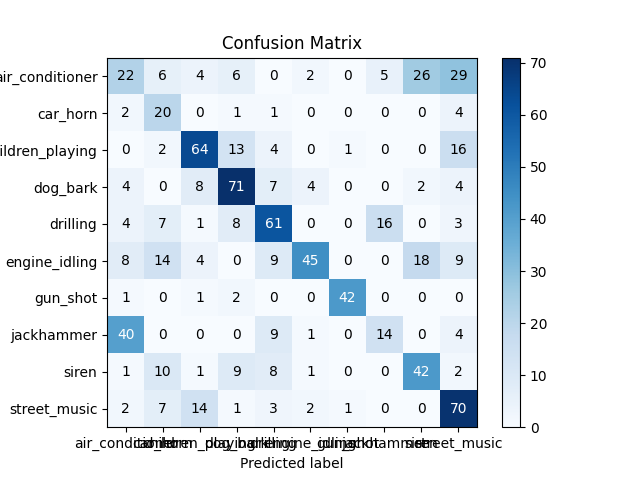 Confusion Matrix
air_conditioner 22 6 4 6 0 2 0 5 26 29
car_horn 2 20 0 1 1 0 0 0 0 4
ildren_playing 0 2 64 13 4 0 1 0 0 16
dog_bark 4 0 8 71 7 4 0 0 2 4
drilling 4 7 1 8 61 0 0 16 0 3
engine_idling 8 14 4 0 9 45 0 0 18 9
gun_shot 1 0 1 2 0 0 42 0 0 0
jackhammer 40 0 0 0 9 1 0 14 0 4
siren 1 10 1 9 8 1 0 0 42 2
street_music 2 7 14 1 3 2 1 0 0 70
Predicted label
70
60
50
40
30
20
10
0